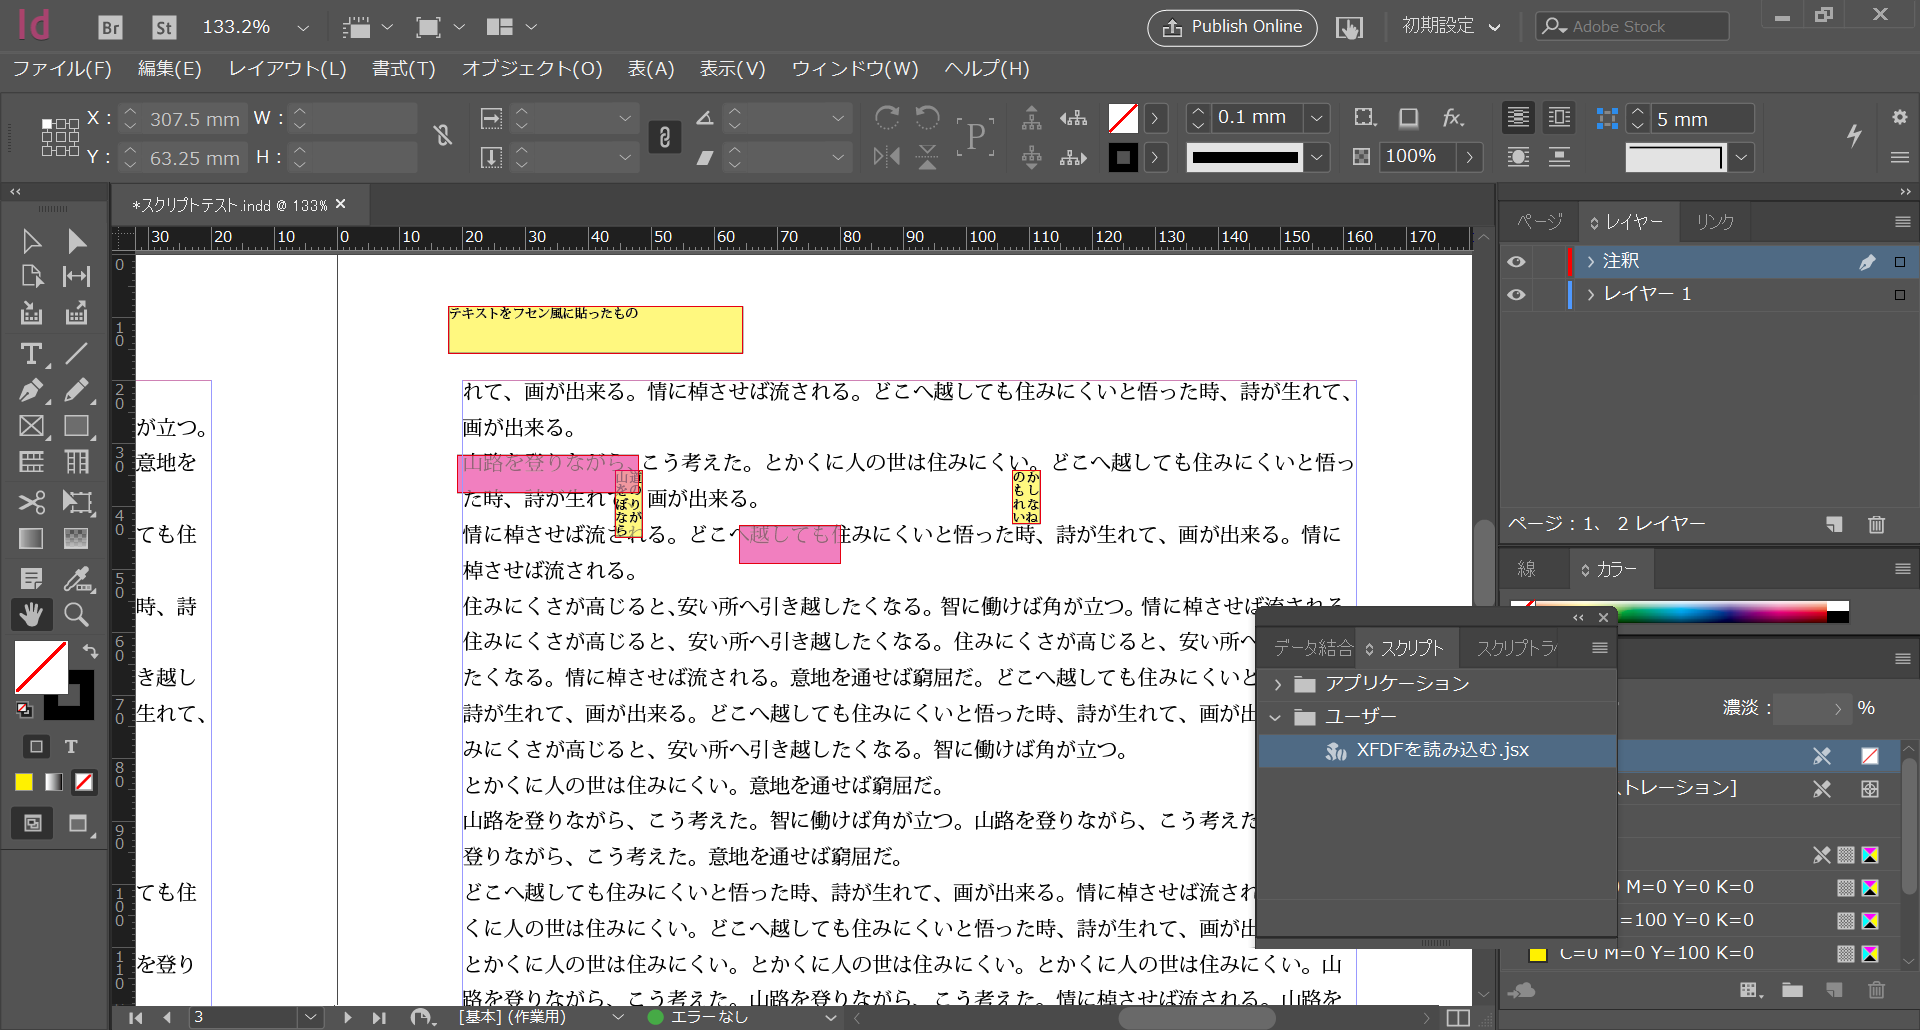 Id Br St 133.2% Publish Online 初期設定 Adobe Stock
ファイル(F) 編集(E) レイアウト(L) 書式(T) オブジェクト(O) 表(A) 表示(V) ウィンドウ(W) ヘルプ(H)
X : 307.5 mm W : 0.1 mm fx. 5 mm
Y : 63.25 mm H : P 100%
*スクリプトテスト.indd @ 133% ×
30 20 10 0 10 20 30 40 50 60 70 80 90 100 110 120 130 140 150 160 170
0
10
20
30
40
50
60
70
80
90
100
110
が立つ。
意地を
ても住
時、詩
き越し
生れて、
ても住
を登り
テキストをフセン風に貼ったもの
れて、画が出来る。情に棹させば流される。どこへ越しても住みにくいと悟った時、詩が生れて、
画が出来る。
山路を登りながら、こう考えた。とかくに人の世は住みにくい。どこへ越しても住みにくいと悟っ
た時、詩が生れて、画が出来る。
道のりが
山をぼなら
かしなね
のもれい
情に棹させば流される。どこへ越しても住みにくいと悟った時、詩が生れて、画が出来る。情に
棹させば流される。
住みにくさが高じると、安い所へ引き越したくなる。智に働けば角が立つ。情に棹させば流される
住みにくさが高じると、安い所へ引き越したくなる。住みにくさが高じると、安い所へ
たくなる。情に棹させば流される。意地を通せば窮屈だ。どこへ越しても住みにくいと
詩が生れて、画が出来る。どこへ越しても住みにくいと悟った時、詩が生れて、画が出
みにくさが高じると、安い所へ引き越したくなる。智に働けば角が立つ。
とかくに人の世は住みにくい。意地を通せば窮屈だ。
山路を登りながら、こう考えた。智に働けば角が立つ。山路を登りながら、こう考えた
登りながら、こう考えた。意地を通せば窮屈だ。
どこへ越しても住みにくいと悟った時、詩が生れて、画が出来る。情に棹させば流され
くに人の世は住みにくい。どこへ越しても住みにくいと悟った時、詩が生れて、画が出
とかくに人の世は住みにくい。とかくに人の世は住みにくい。とかくに人の世は住みにくい。山
路を登りながら、こう考えた。山路を登りながら、こう考えた。情に棹させば流される。山路を
ページ レイヤー リンク
注釈
レイヤー 1
ページ : 1、 2 レイヤー
線 カラー
データ結合 スクリプト スクリプトラ
アプリケーション
ユーザー
XFDFを読み込む.jsx
濃淡 : %
ストレーション]
0 M=0 Y=0 K=0
=100 Y=0 K=0
C=0 M=0 Y=100 K=0
T
T
3 [基本] (作業用) エラーなし